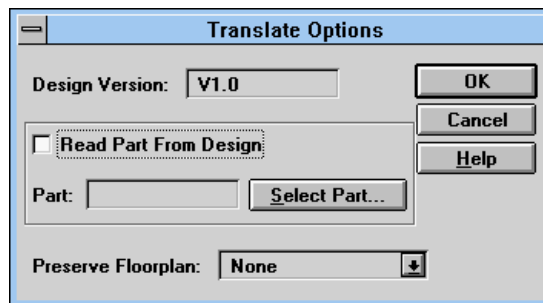 Translate Options
Design Version: V1.0
OK
Cancel
Help
Read Part From Design
Part: Select Part...
Preserve Floorplan: None